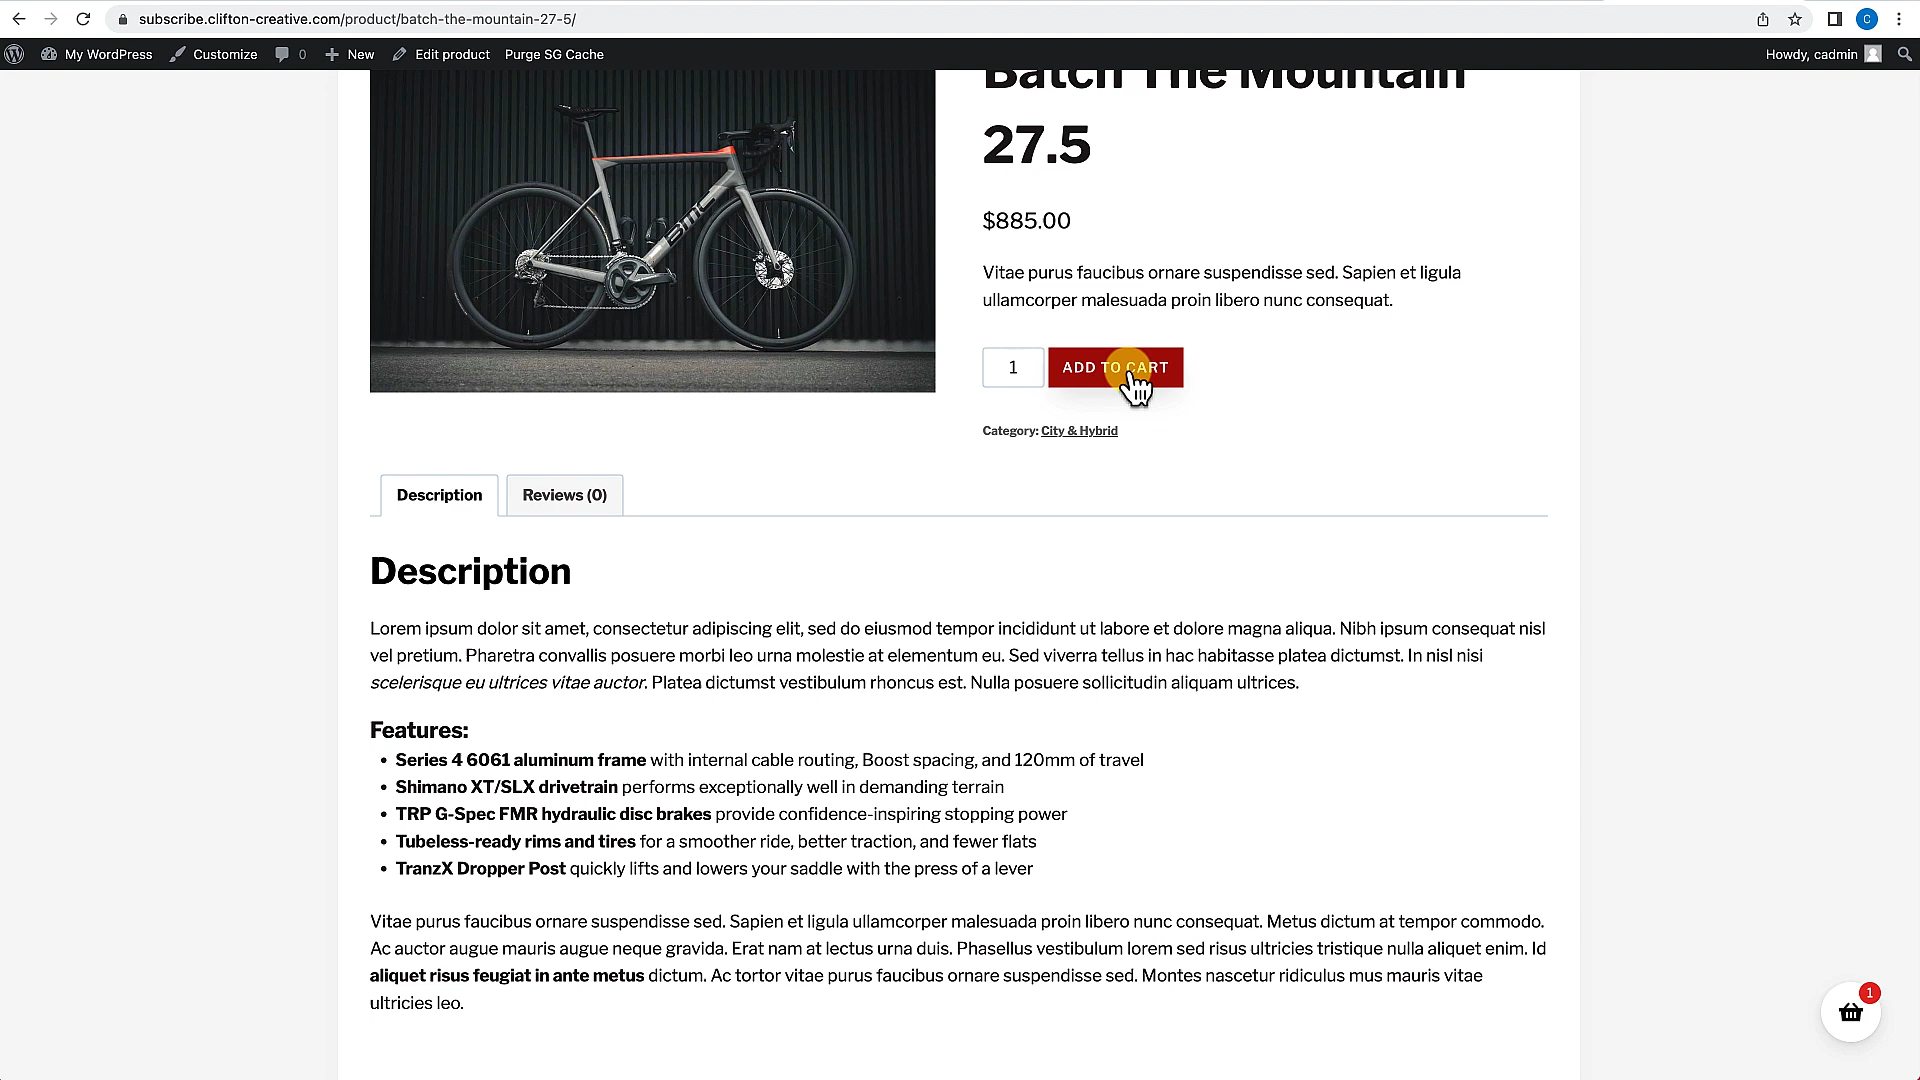 subscribe.clifton-creative.com/product/batch-the-mountain-27-5/
C
My WordPress Customize 0 New Edit product Purge SG Cache Howdy, cadmin
Batch The Mountain
27.5
BMC
$885.00
Vitae purus faucibus ornare suspendisse sed. Sapien et ligula
ullamcorper malesuada proin libero nunc consequat.
1 ADD TO CART
Category: City & Hybrid
Description Reviews (0)
Description
Lorem ipsum dolor sit amet, consectetur adipiscing elit, sed do eiusmod tempor incididunt ut labore et dolore magna aliqua. Nibh ipsum consequat nisl
vel pretium. Pharetra convallis posuere morbi leo urna molestie at elementum eu. Sed viverra tellus in hac habitasse platea dictumst. In nisl nisi
scelerisque eu ultrices vitae auctor. Platea dictumst vestibulum rhoncus est. Nulla posuere sollicitudin aliquam ultrices.
Features:
• Series 4 6061 aluminum frame with internal cable routing, Boost spacing, and 120mm of travel
• Shimano XT/SLX drivetrain performs exceptionally well in demanding terrain
• TRP G-Spec FMR hydraulic disc brakes provide confidence-inspiring stopping power
• Tubeless-ready rims and tires for a smoother ride, better traction, and fewer flats
• TranzX Dropper Post quickly lifts and lowers your saddle with the press of a lever
Vitae purus faucibus ornare suspendisse sed. Sapien et ligula ullamcorper malesuada proin libero nunc consequat. Metus dictum at tempor commodo.
Ac auctor augue mauris augue neque gravida. Erat nam at lectus urna duis. Phasellus vestibulum lorem sed risus ultricies tristique nulla aliquet enim. Id
aliquet risus feugiat in ante metus dictum. Ac tortor vitae purus faucibus ornare suspendisse sed. Montes nascetur ridiculus mus mauris vitae
ultricies leo.
1